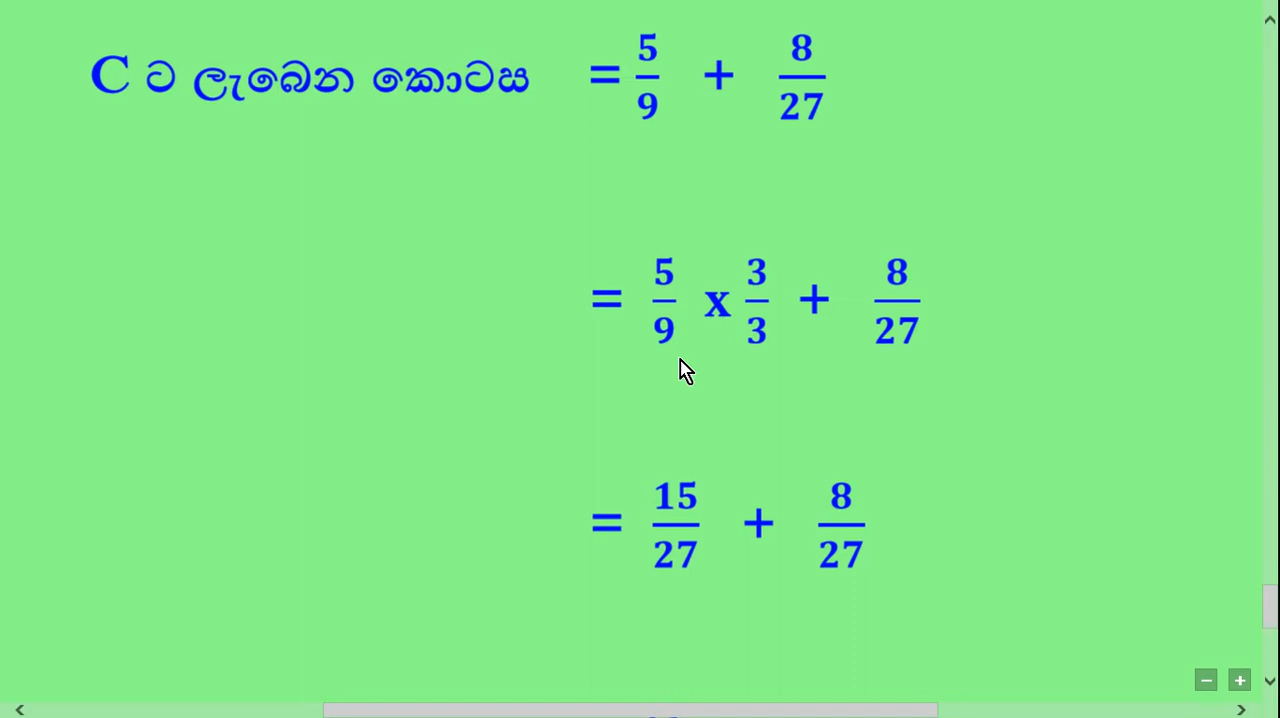 C ට ලැබෙන කොටස = 5/9 + 8/27
= 5/9 x 3/3 + 8/27
= 15/27 + 8/27